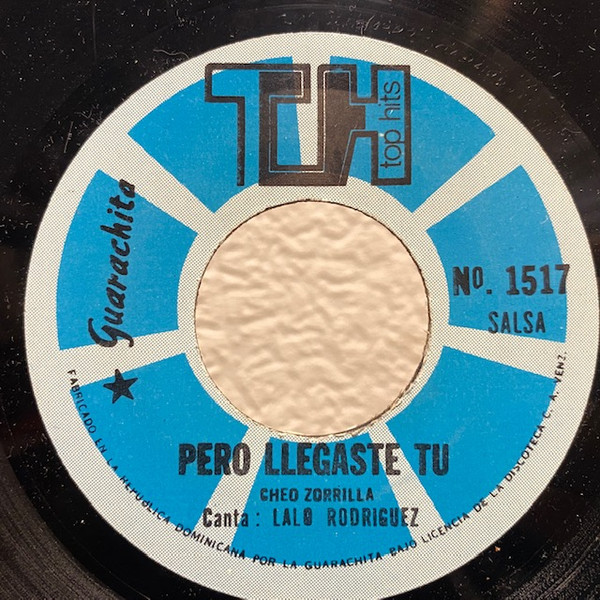 TH
top hits
Guarachita
Nº. 1517
SALSA
PERO LLEGASTE TU
CHEO ZORRILLA
Canta: LALO RODRIGUEZ
FABRICADO EN LA REPUBLICA DOMINICANA POR LA GUARACHITA BAJO LICENCIA DE LA DISCOTECA C. A. VENZ.